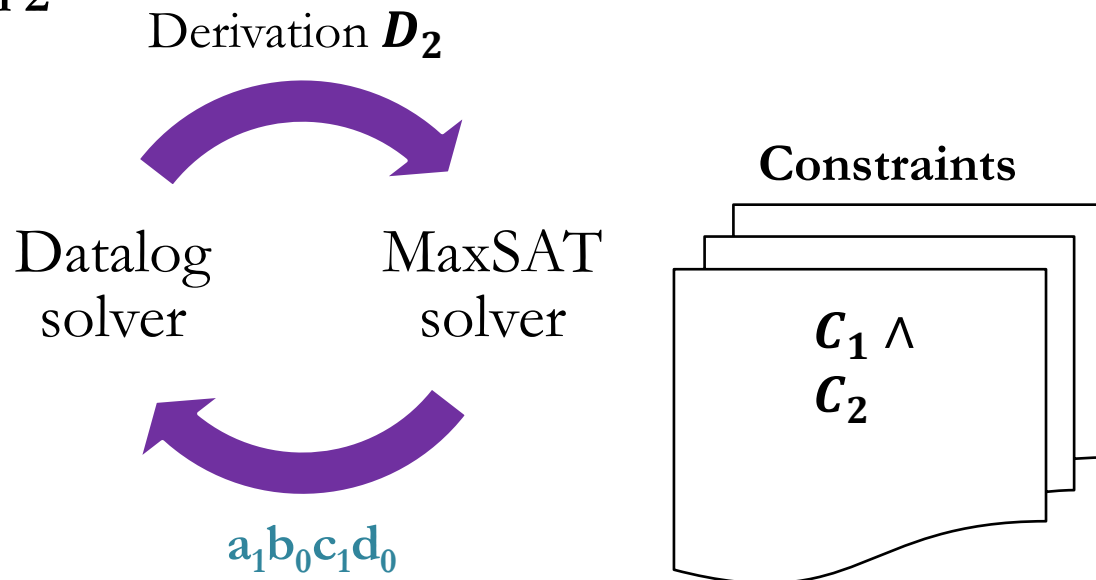 Derivation D₂
Datalog
solver
MaxSAT
solver
Constraints
C₁ ∧
C₂
a₁b₀c₁d₀